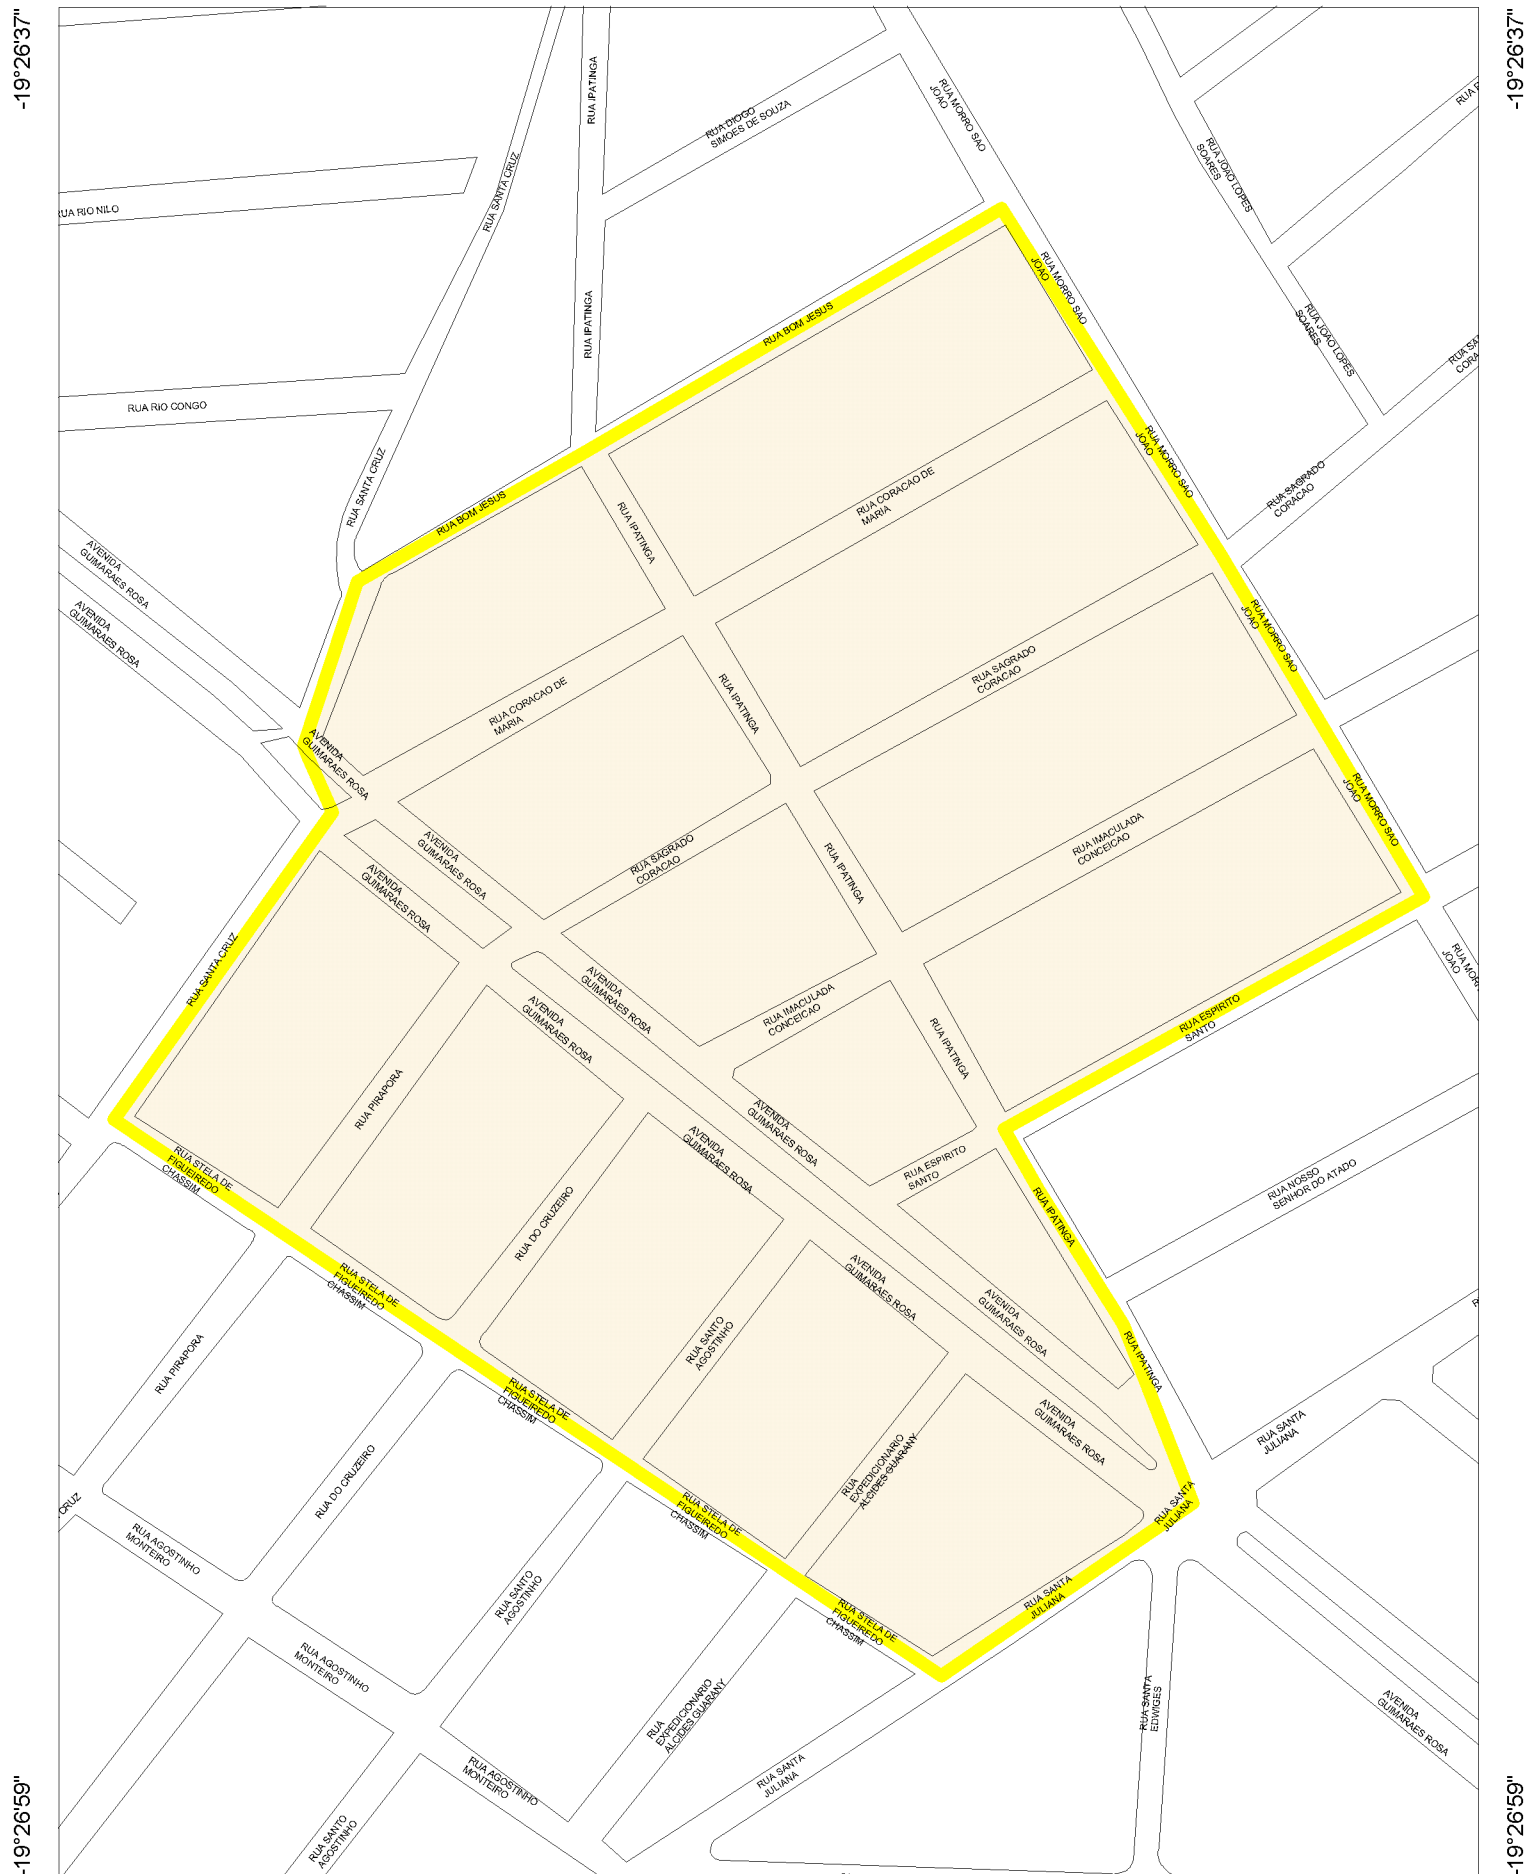 -19°26'37"
-19°26'37"
RUA IPATINGA
RUA DIOGO
SIMOES DE SOUZA
RUA MORRO SAO
JOAO
RUA JOAO LOPES
SOARES
RUA SANTA CRUZ
RUA RIO NILO
RUA IPATINGA
RUA BOM JESUS
RUA MORRO SAO
JOAO
RUA JOAO LOPES
SOARES
RUA RIO CONGO
RUA SANTA CRUZ
RUA BOM JESUS
RUA IPATINGA
RUA CORACAO DE
MARIA
RUA MORRO SAO
JOAO
RUA SAGRADO
CORACAO
AVENIDA
GUIMARAES ROSA
AVENIDA
GUIMARAES ROSA
RUA CORACAO DE
MARIA
RUA IPATINGA
RUA SAGRADO
CORACAO
RUA MORRO SAO
JOAO
AVENIDA
GUIMARAES ROSA
AVENIDA
GUIMARAES ROSA
AVENIDA
GUIMARAES ROSA
RUA SAGRADO
CORACAO
RUA IPATINGA
RUA IMACULADA
CONCEICAO
RUA MORRO SAO
JOAO
RUA SANTA CRUZ
AVENIDA
GUIMARAES ROSA
AVENIDA
GUIMARAES ROSA
RUA IMACULADA
CONCEICAO
RUA IPATINGA
RUA ESPIRITO
SANTO
JOAO
RUA PIRAPORA
AVENIDA
GUIMARAES ROSA
AVENIDA
GUIMARAES ROSA
RUA ESPIRITO
SANTO
RUA NOSSO
SENHOR DO ATADO
RUA STELA DE
FIGUEIREDO
CHASSIM
RUA DO CRUZEIRO
RUA IPATINGA
RUA STELA DE
FIGUEIREDO
CHASSIM
AVENIDA
GUIMARAES ROSA
AVENIDA
GUIMARAES ROSA
RUA PIRAPORA
RUA SANTO
AGOSTINHO
RUA IPATINGA
RUA STELA DE
FIGUEIREDO
CHASSIM
AVENIDA
GUIMARAES ROSA
RUA SANTA
JULIANA
RUA DO CRUZEIRO
RUA
EXPEDICIONARIO
ALCIDES GUARANY
RUA SANTA
JULIANA
CRUZ
RUA AGOSTINHO
MONTEIRO
RUA STELA DE
FIGUEIREDO
CHASSIM
RUA SANTO
AGOSTINHO
RUA STELA DE
FIGUEIREDO
CHASSIM
RUA SANTA
JULIANA
RUA AGOSTINHO
MONTEIRO
RUA
EXPEDICIONARIO
ALCIDES GUARANY
RUA SANTA
EDWIGES
AVENIDA
GUIMARAES ROSA
RUA AGOSTINHO
MONTEIRO
RUA SANTA
JULIANA
RUA SANTO
AGOSTINHO
-19°26'59"
-19°26'59"